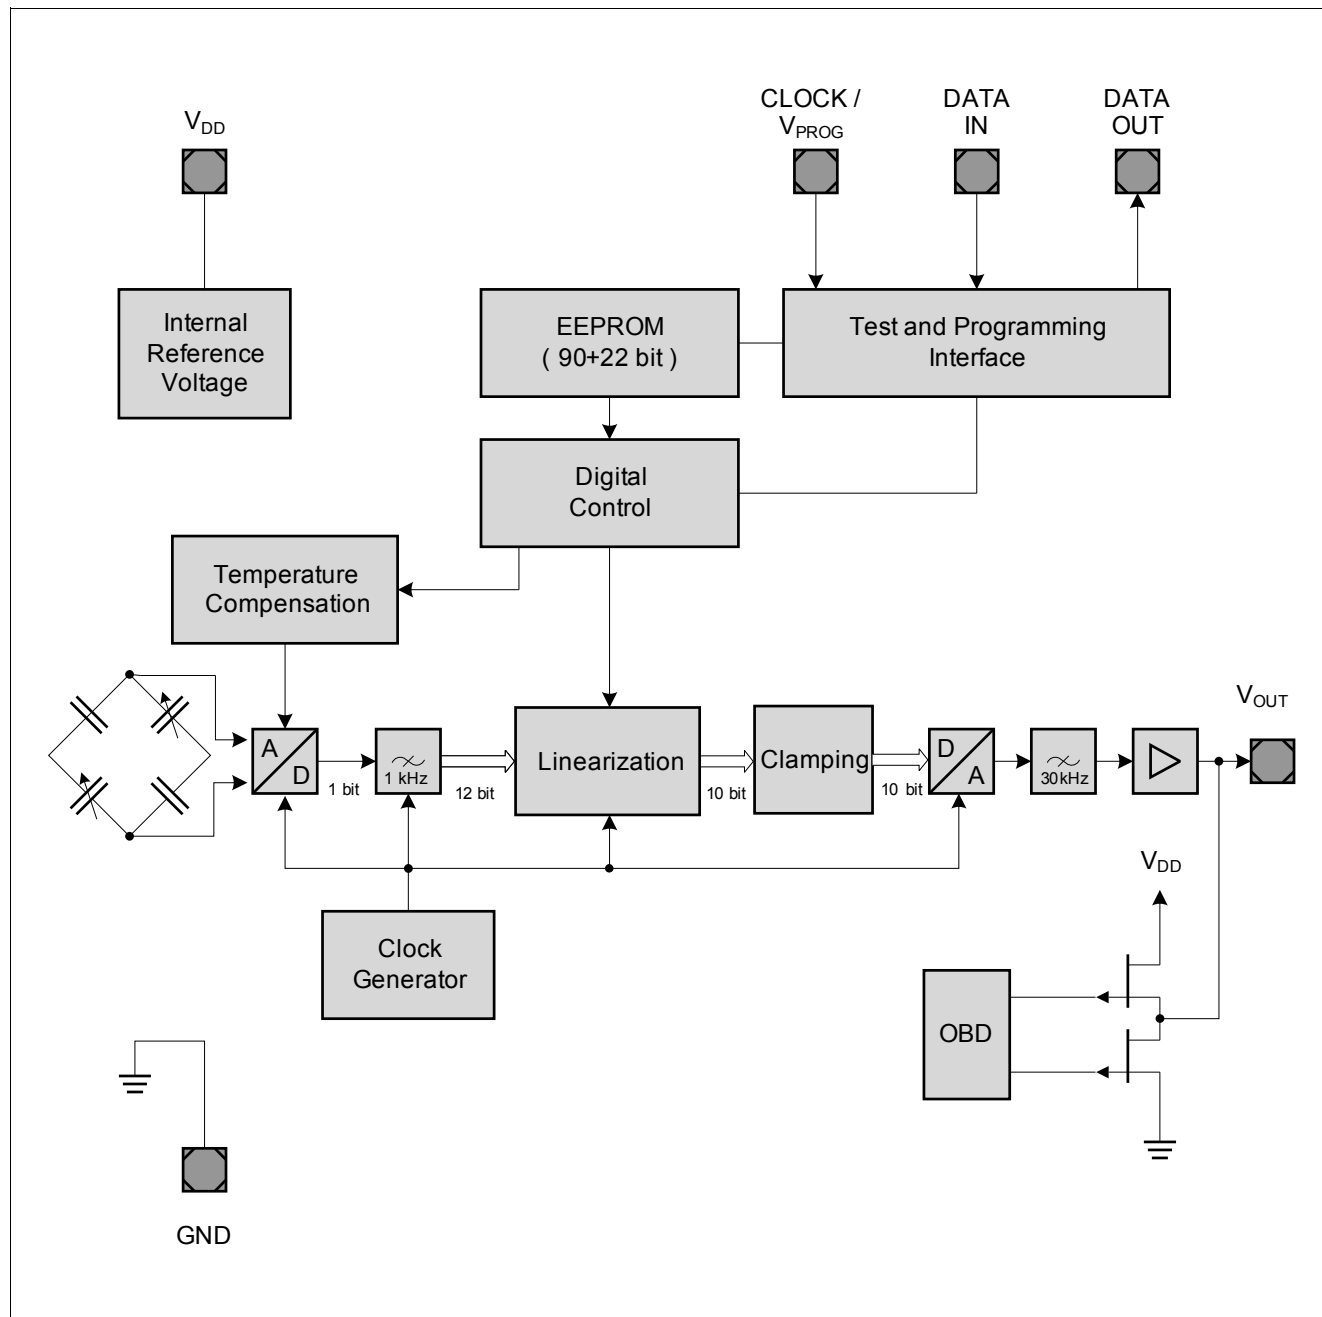 CLOCK /
VPROG
DATA
IN
DATA
OUT
VDD
Internal
Reference
Voltage
EEPROM
( 90+22 bit )
Test and Programming
Interface
Digital
Control
Temperature
Compensation
VOUT
A
D
1 kHz
Linearization
Clamping
D
A
30kHz
1 bit
12 bit
10 bit
10 bit
VDD
Clock
Generator
OBD
GND